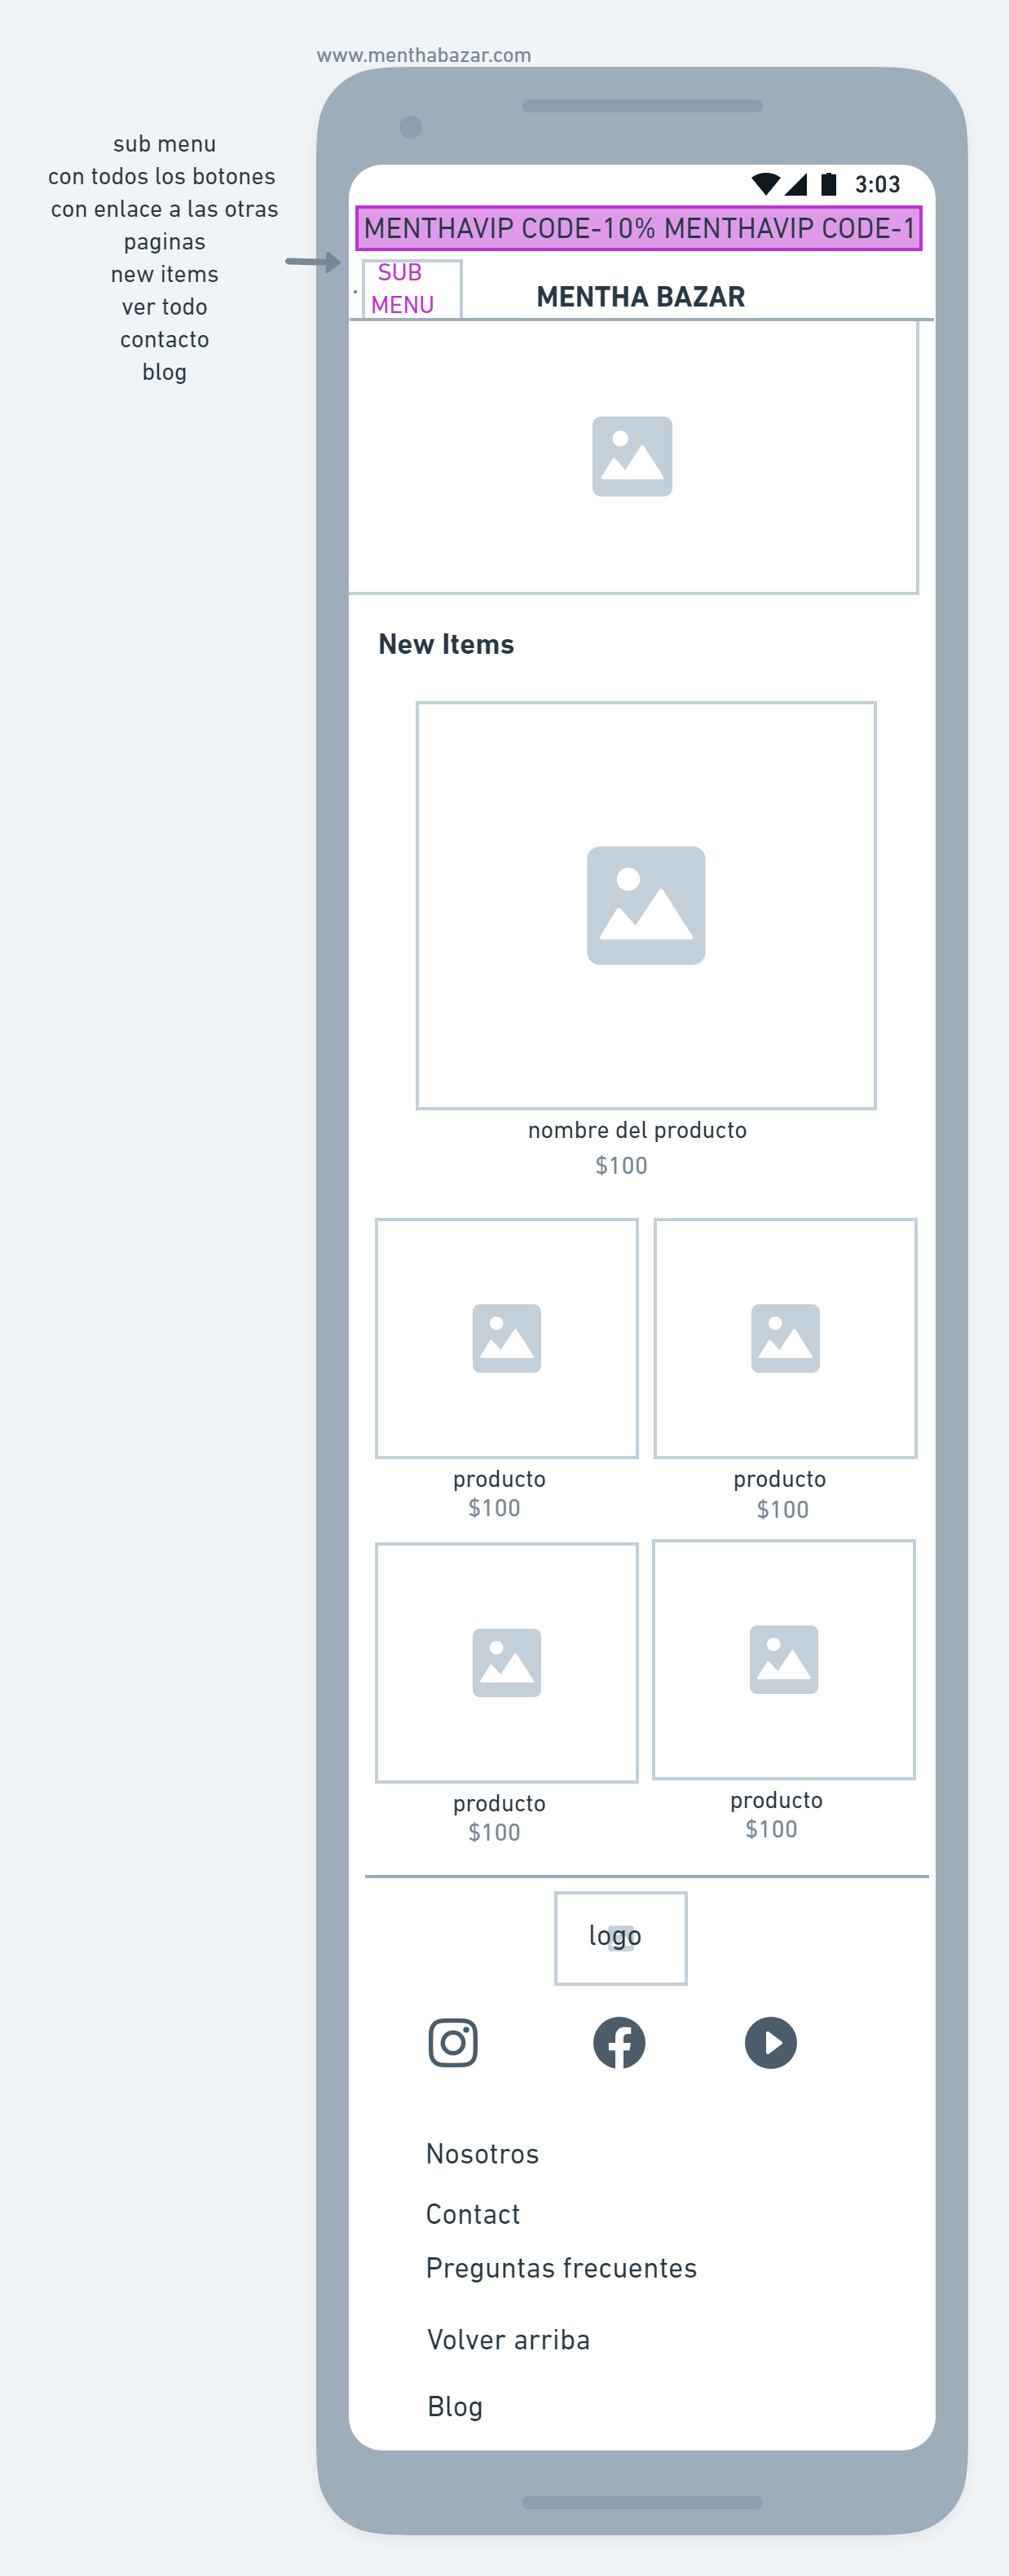 www.menthabazar.com
sub menu
con todos los botones
con enlace a las otras
paginas
new items
ver todo
contacto
blog
3:03
MENTHAVIP CODE-10% MENTHAVIP CODE-1
SUB
MENU
MENTHA BAZAR
New Items
nombre del producto
$100
producto
producto
$100
$100
producto
producto
$100
$100
logo
Nosotros
Contact
Preguntas frecuentes
Volver arriba
Blog